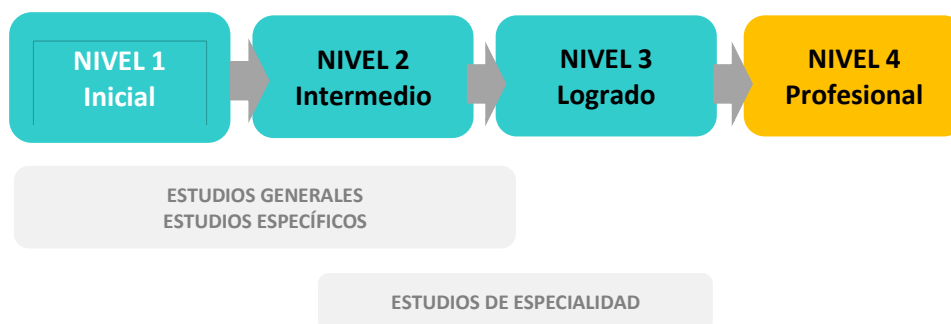 NIVEL 1
Inicial
NIVEL 2
Intermedio
NIVEL 3
Logrado
NIVEL 4
Profesional
ESTUDIOS GENERALES
ESTUDIOS ESPECÍFICOS
ESTUDIOS DE ESPECIALIDAD